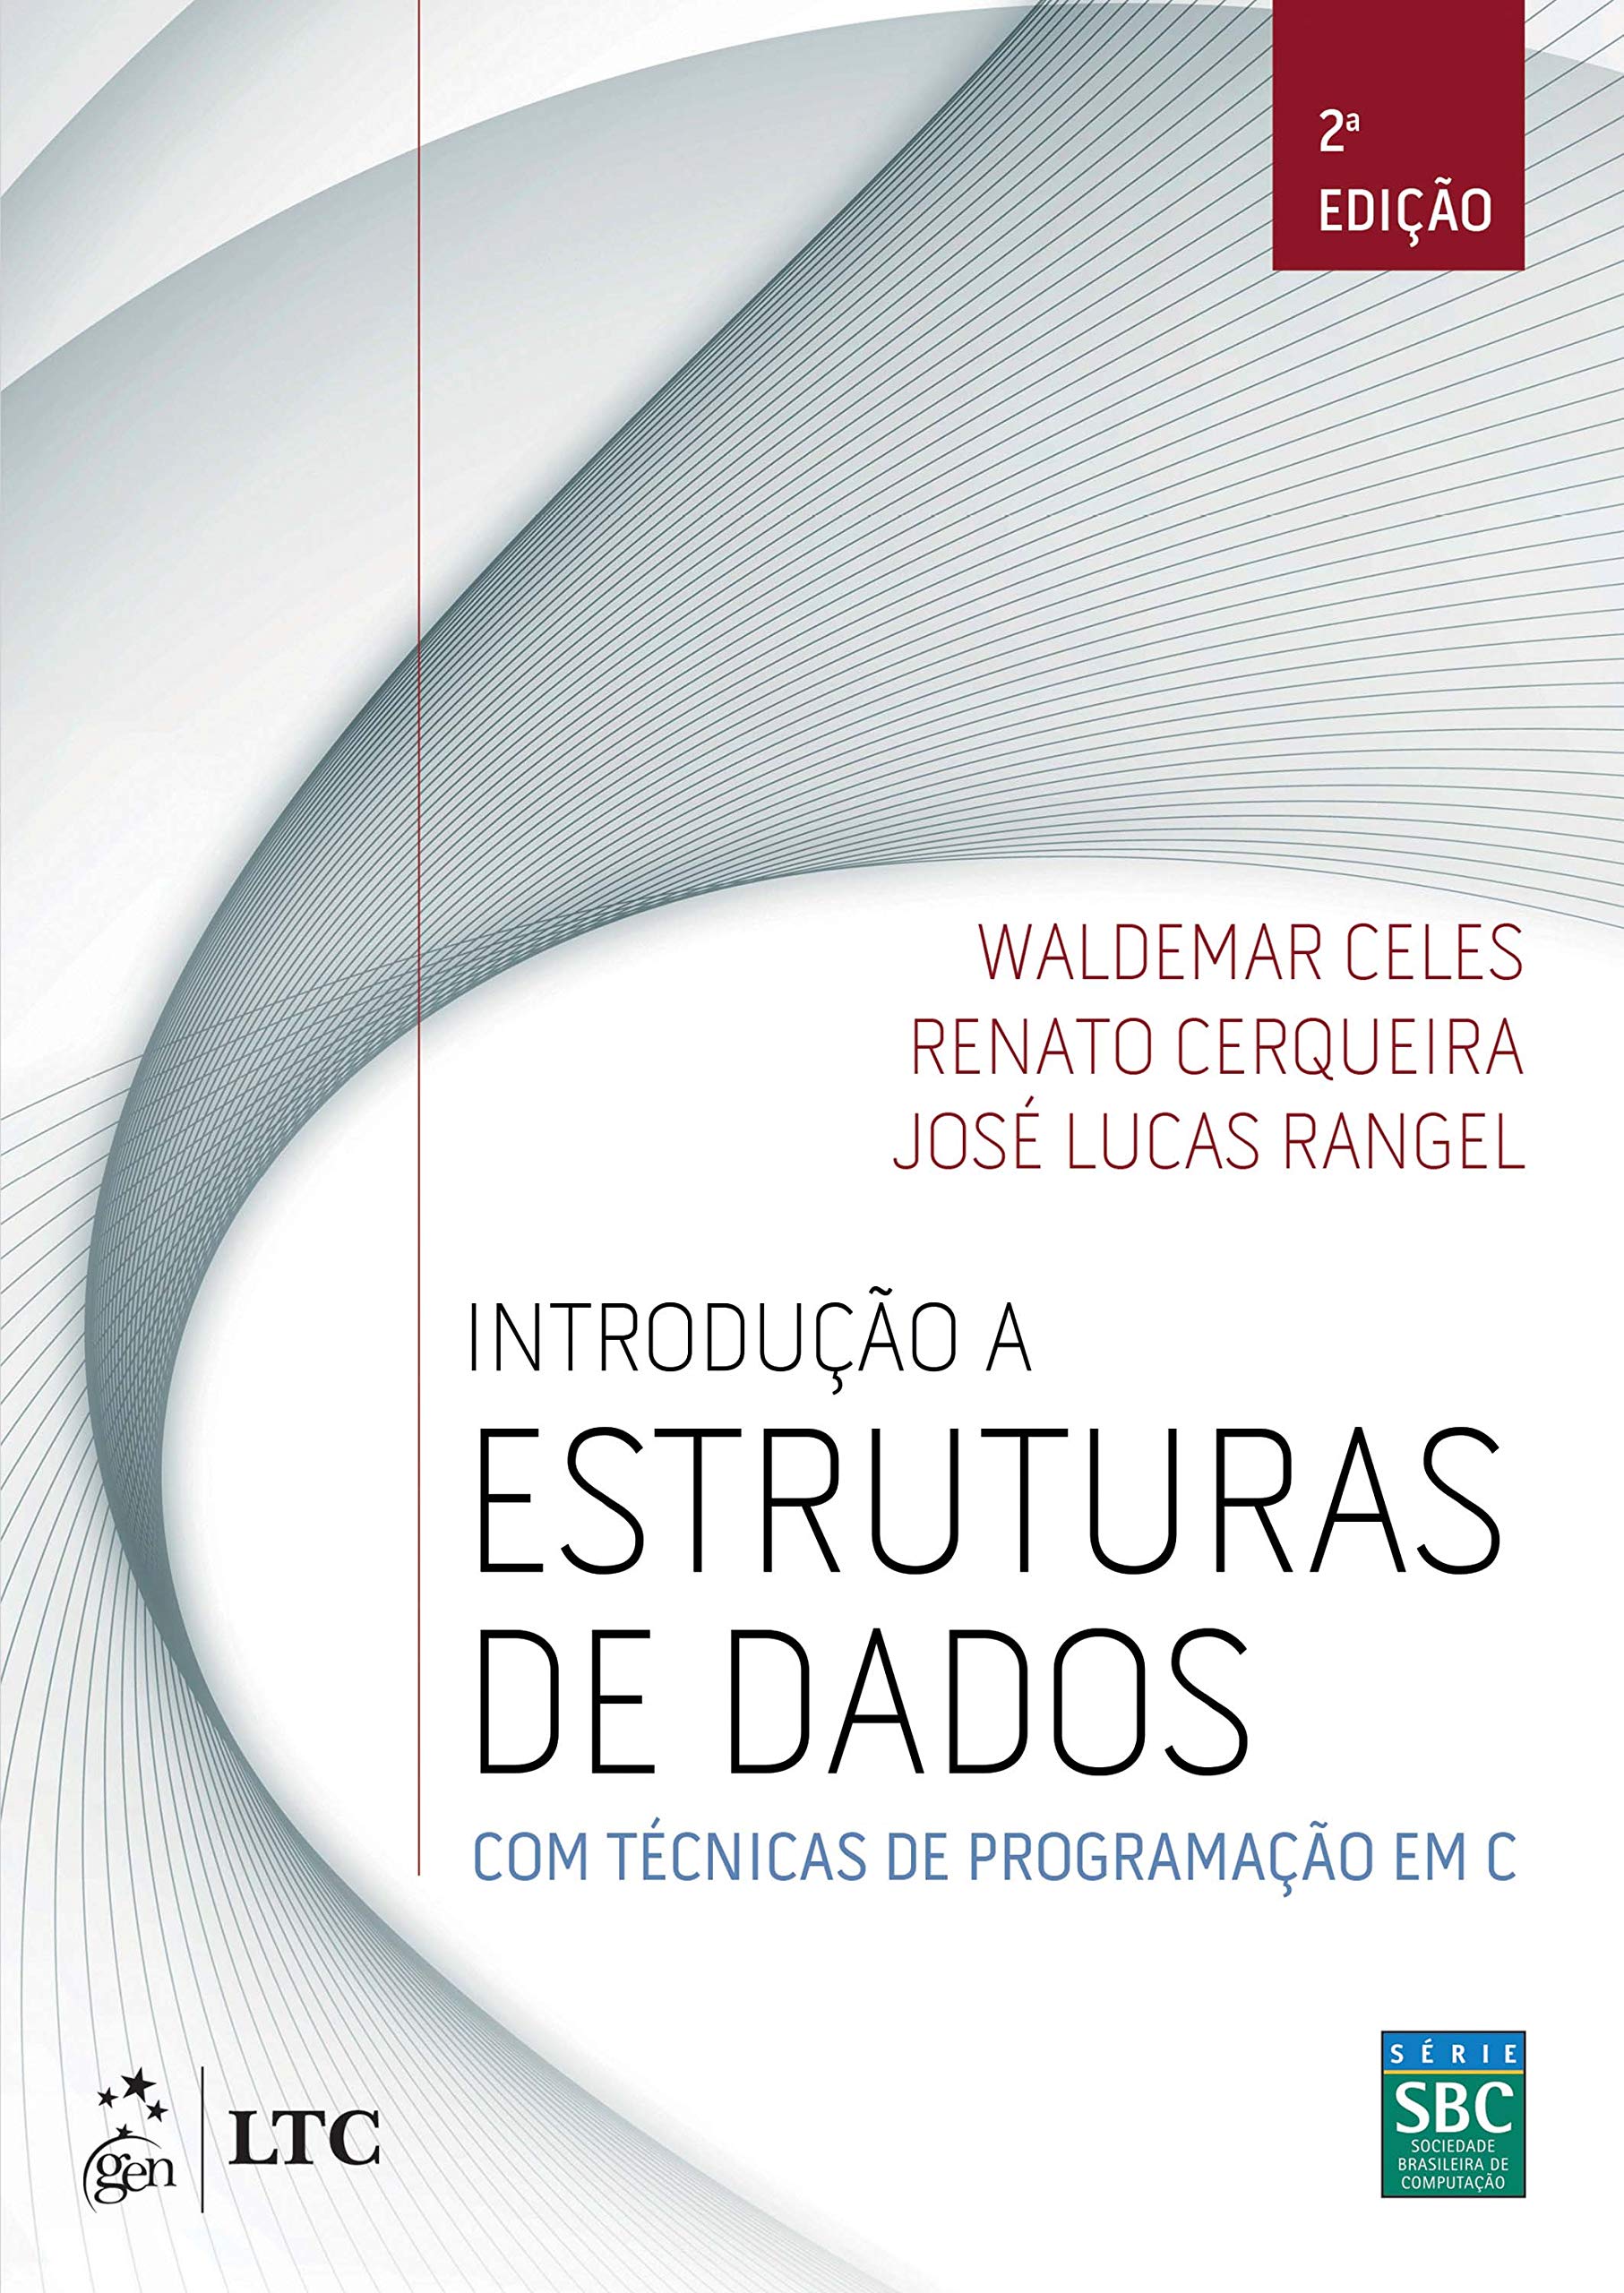 2ª
EDIÇÃO
WALDEMAR CELES
RENATO CERQUEIRA
JOSÉ LUCAS RANGEL
INTRODUÇÃO A
ESTRUTURAS
DE DADOS
COM TÉCNICAS DE PROGRAMAÇÃO EM C
gen
LTC
SÉRIE
SBC
SOCIEDADE
BRASILEIRA DE
COMPUTAÇÃO